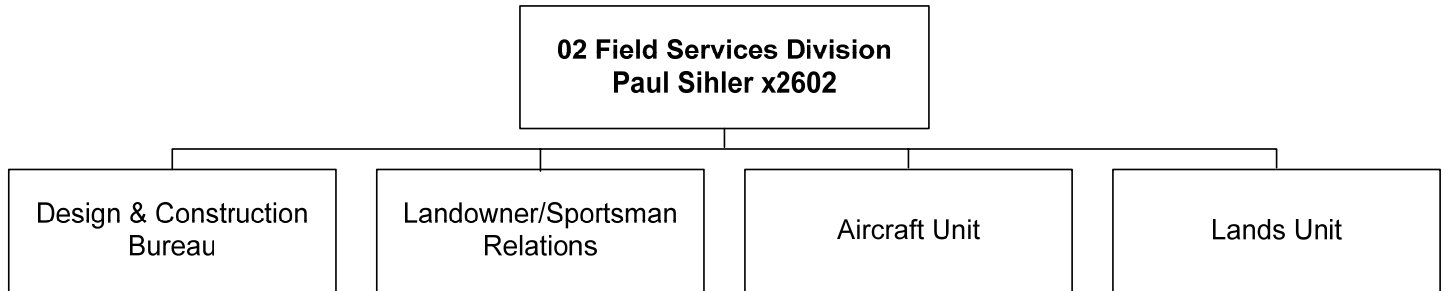 02 Field Services Division
Paul Sihler x2602
Design & Construction
Bureau
Landowner/Sportsman
Relations
Aircraft Unit
Lands Unit